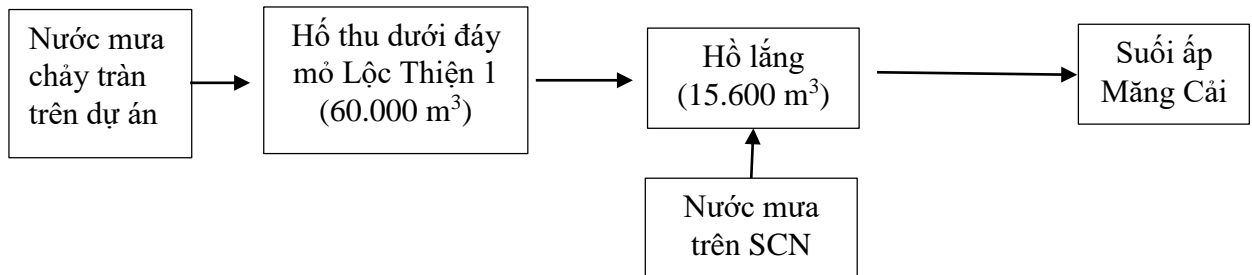 Nước mưa
chảy tràn
trên dự án
Hố thu dưới đáy
mỏ Lộc Thiện 1
(60.000 m³)
Hồ lắng
(15.600 m³)
Suối ấp
Măng Cải
Nước mưa
trên SCN